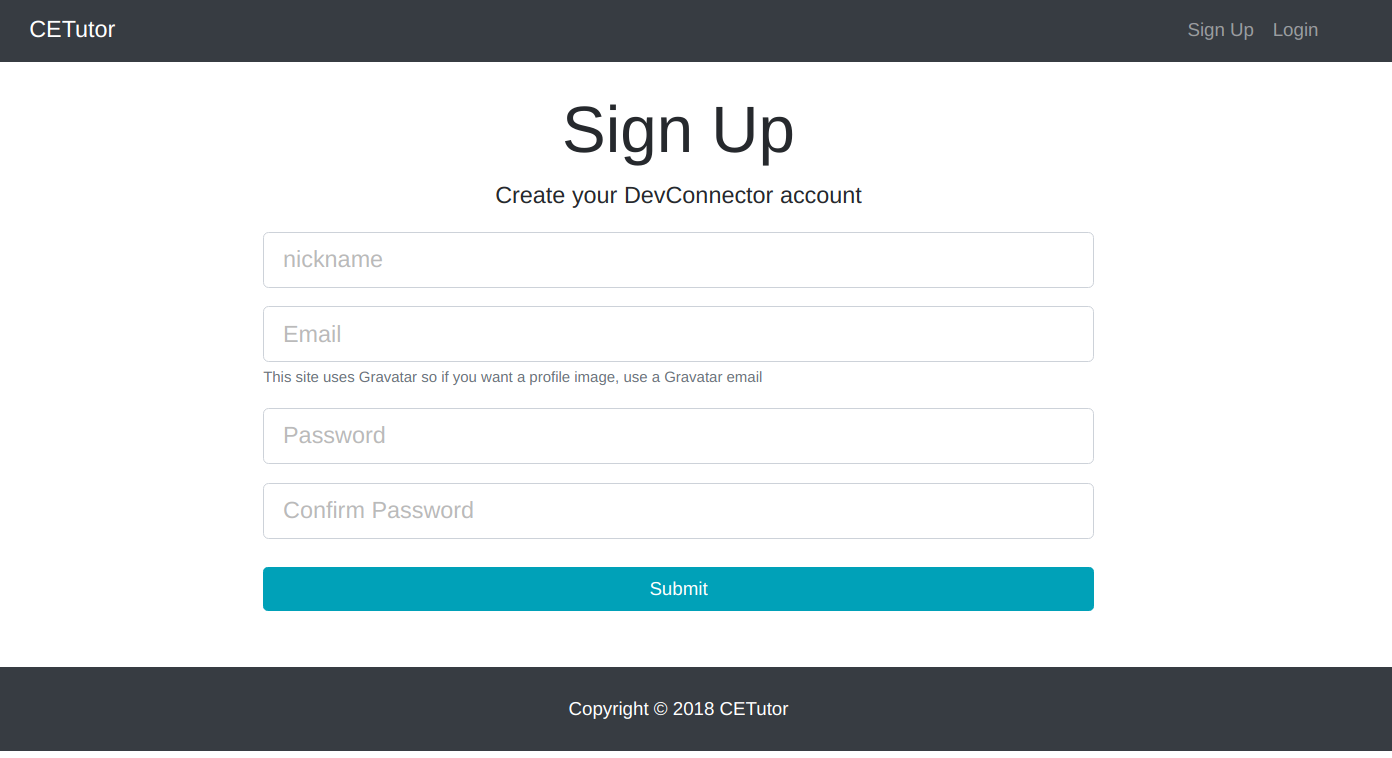 CETutor
Sign Up Login
Sign Up
Create your DevConnector account
nickname
Email
This site uses Gravatar so if you want a profile image, use a Gravatar email
Password
Confirm Password
Submit
Copyright © 2018 CETutor